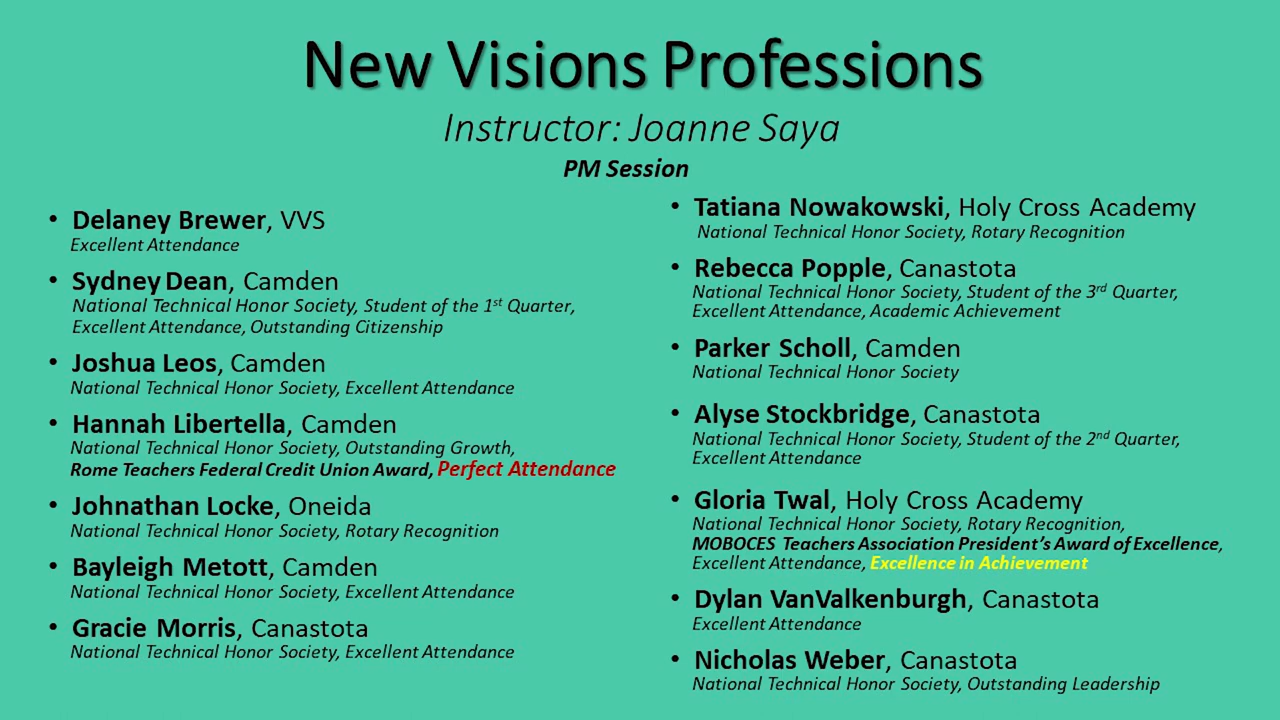 New Visions Professions
Instructor: Joanne Saya
PM Session
• Delaney Brewer, VVS
Excellent Attendance
• Sydney Dean, Camden
National Technical Honor Society, Student of the 1st Quarter,
Excellent Attendance, Outstanding Citizenship
• Joshua Leos, Camden
National Technical Honor Society, Excellent Attendance
• Hannah Libertella, Camden
National Technical Honor Society, Outstanding Growth,
Rome Teachers Federal Credit Union Award, Perfect Attendance
• Johnathan Locke, Oneida
National Technical Honor Society, Rotary Recognition
• Bayleigh Metott, Camden
National Technical Honor Society, Excellent Attendance
• Gracie Morris, Canastota
National Technical Honor Society, Excellent Attendance
• Tatiana Nowakowski, Holy Cross Academy
National Technical Honor Society, Rotary Recognition
• Rebecca Popple, Canastota
National Technical Honor Society, Student of the 3rd Quarter,
Excellent Attendance, Academic Achievement
• Parker Scholl, Camden
National Technical Honor Society
• Alyse Stockbridge, Canastota
National Technical Honor Society, Student of the 2nd Quarter,
Excellent Attendance
• Gloria Twal, Holy Cross Academy
National Technical Honor Society, Rotary Recognition,
MOBOCES Teachers Association President’s Award of Excellence,
Excellent Attendance, Excellence in Achievement
• Dylan VanValkenburgh, Canastota
Excellent Attendance
• Nicholas Weber, Canastota
National Technical Honor Society, Outstanding Leadership